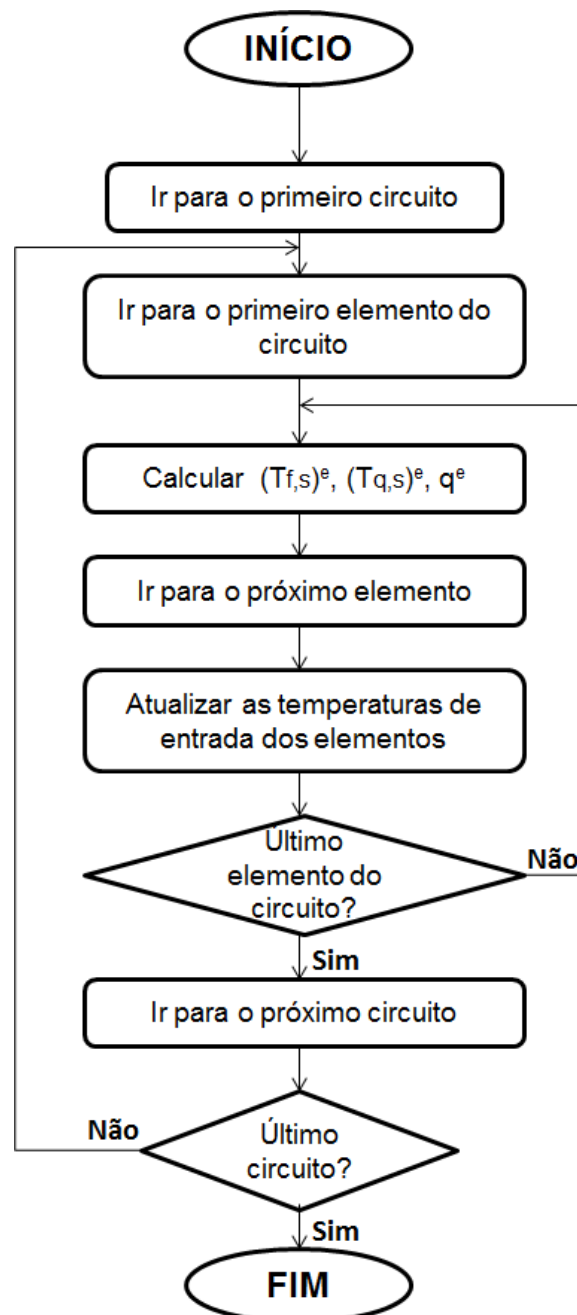 INÍCIO
Ir para o primeiro circuito
Ir para o primeiro elemento do
circuito
Calcular (Tf,s)ᵉ, (Tq,s)ᵉ, qᵉ
Ir para o próximo elemento
Atualizar as temperaturas de
entrada dos elementos
Último
elemento do
circuito?
Não
Sim
Ir para o próximo circuito
Não
Último
circuito?
Sim
FIM